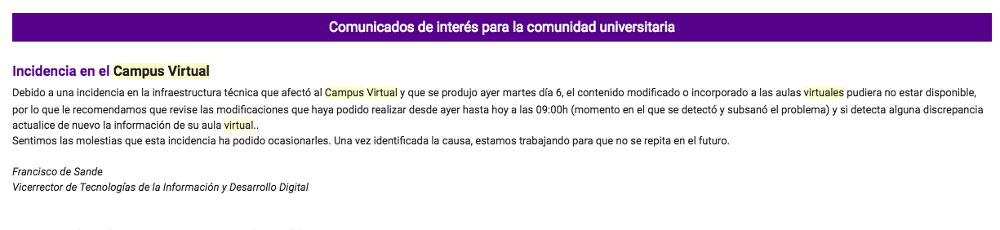 Comunicados de interés para la comunidad universitaria
Incidencia en el Campus Virtual
Debido a una incidencia en la infraestructura técnica que afectó al Campus Virtual y que se produjo ayer martes día 6, el contenido modificado o incorporado a las aulas virtuales pudiera no estar disponible,
por lo que le recomendamos que revise las modificaciones que haya podido realizar desde ayer hasta hoy a las 09:00h (momento en el que se detectó y subsanó el problema) y si detecta alguna discrepancia
actualice de nuevo la información de su aula virtual..
Sentimos las molestias que esta incidencia ha podido ocasionarles. Una vez identificada la causa, estamos trabajando para que no se repita en el futuro.
Francisco de Sande
Vicerrector de Tecnologías de la Información y Desarrollo Digital